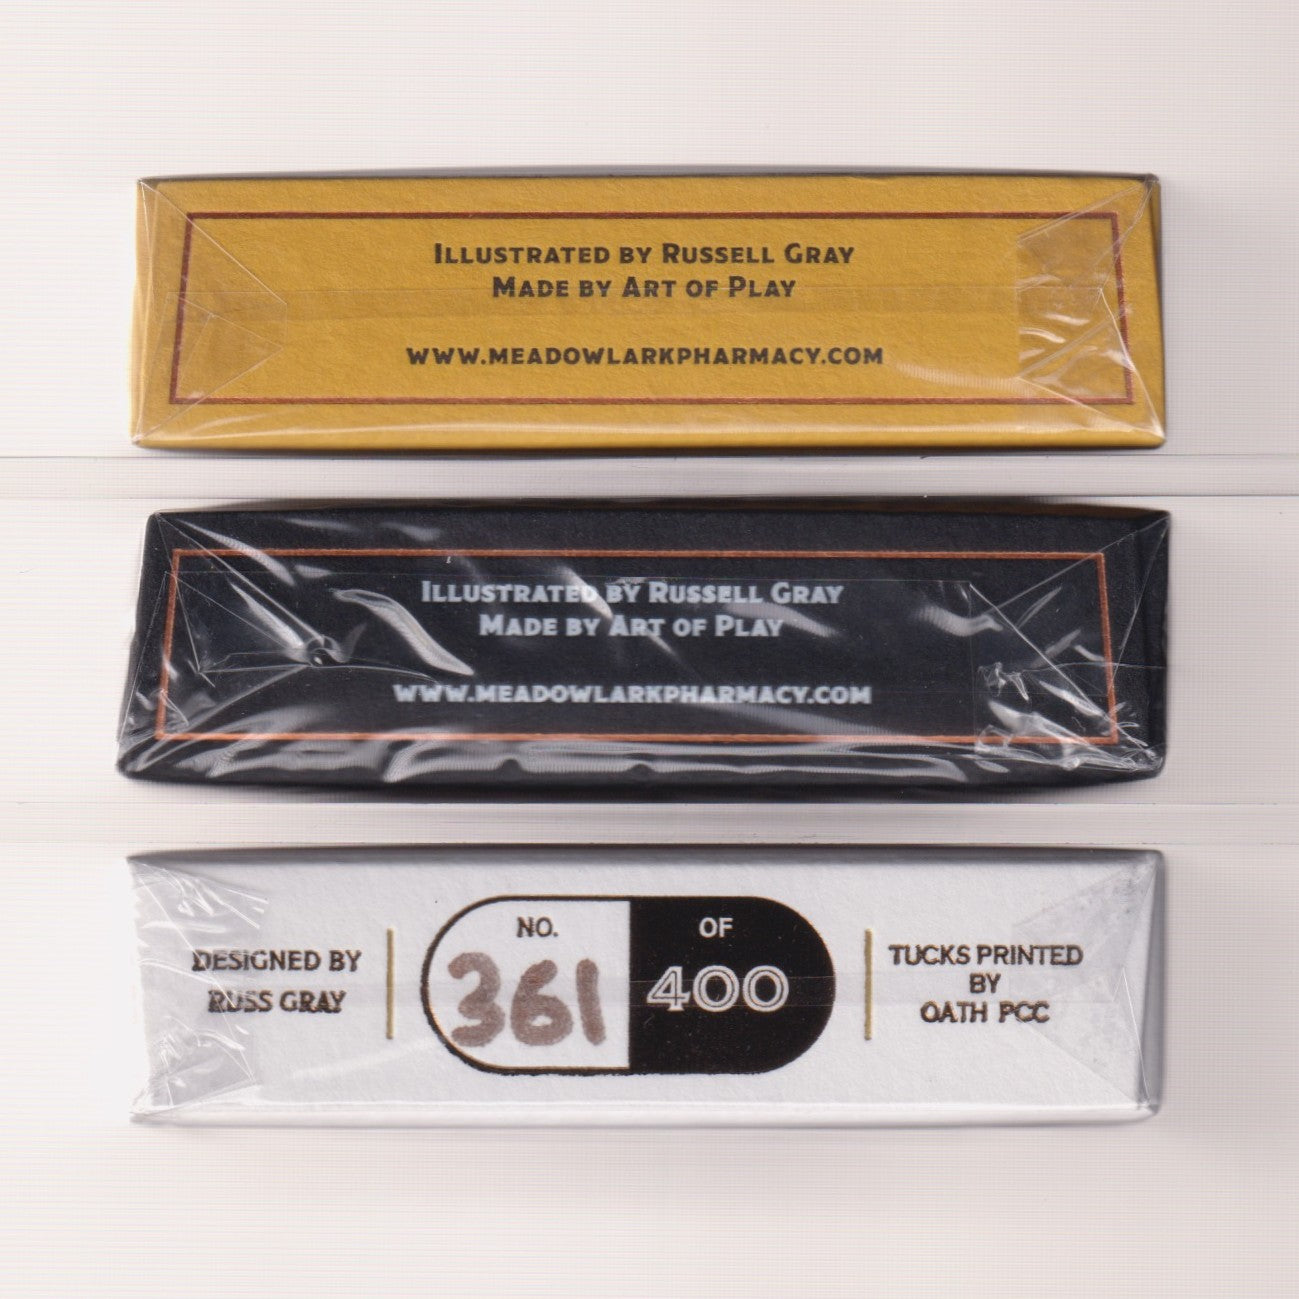 ILLUSTRATED BY RUSSELL GRAY
MADE BY ART OF PLAY
WWW.MEADOWLARKPHARMACY.COM
ILLUSTRATED BY RUSSELL GRAY
MADE BY ART OF PLAY
WWW.MEADOWLARKPHARMACY.COM
DESIGNED BY
RUSS GRAY
NO.
361
OF
400
TUCKS PRINTED
BY
OATH PCC